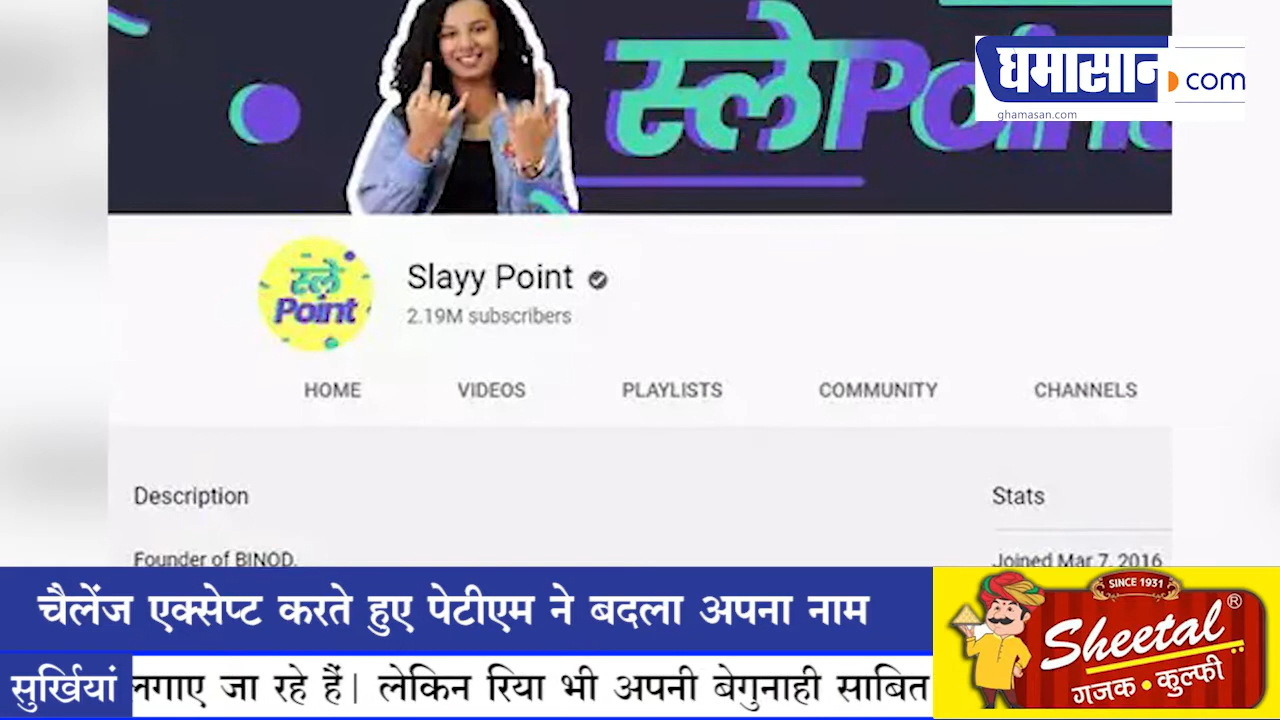 स्लेPoint
घमासान.com
ghamasan.com
स्ले
Point
Slayy Point
2.19M subscribers
HOME VIDEOS PLAYLISTS COMMUNITY CHANNELS
Description Stats
Founder of BINOD. Joined Mar 7, 2016
चैलेंज एक्सेप्ट करते हुए पेटीएम ने बदला अपना नाम
सुर्खियां लगाए जा रहे हैं| लेकिन रिया भी अपनी बेगुनाही साबित
SINCE 1931
Sheetal®
गजक • कुल्फी